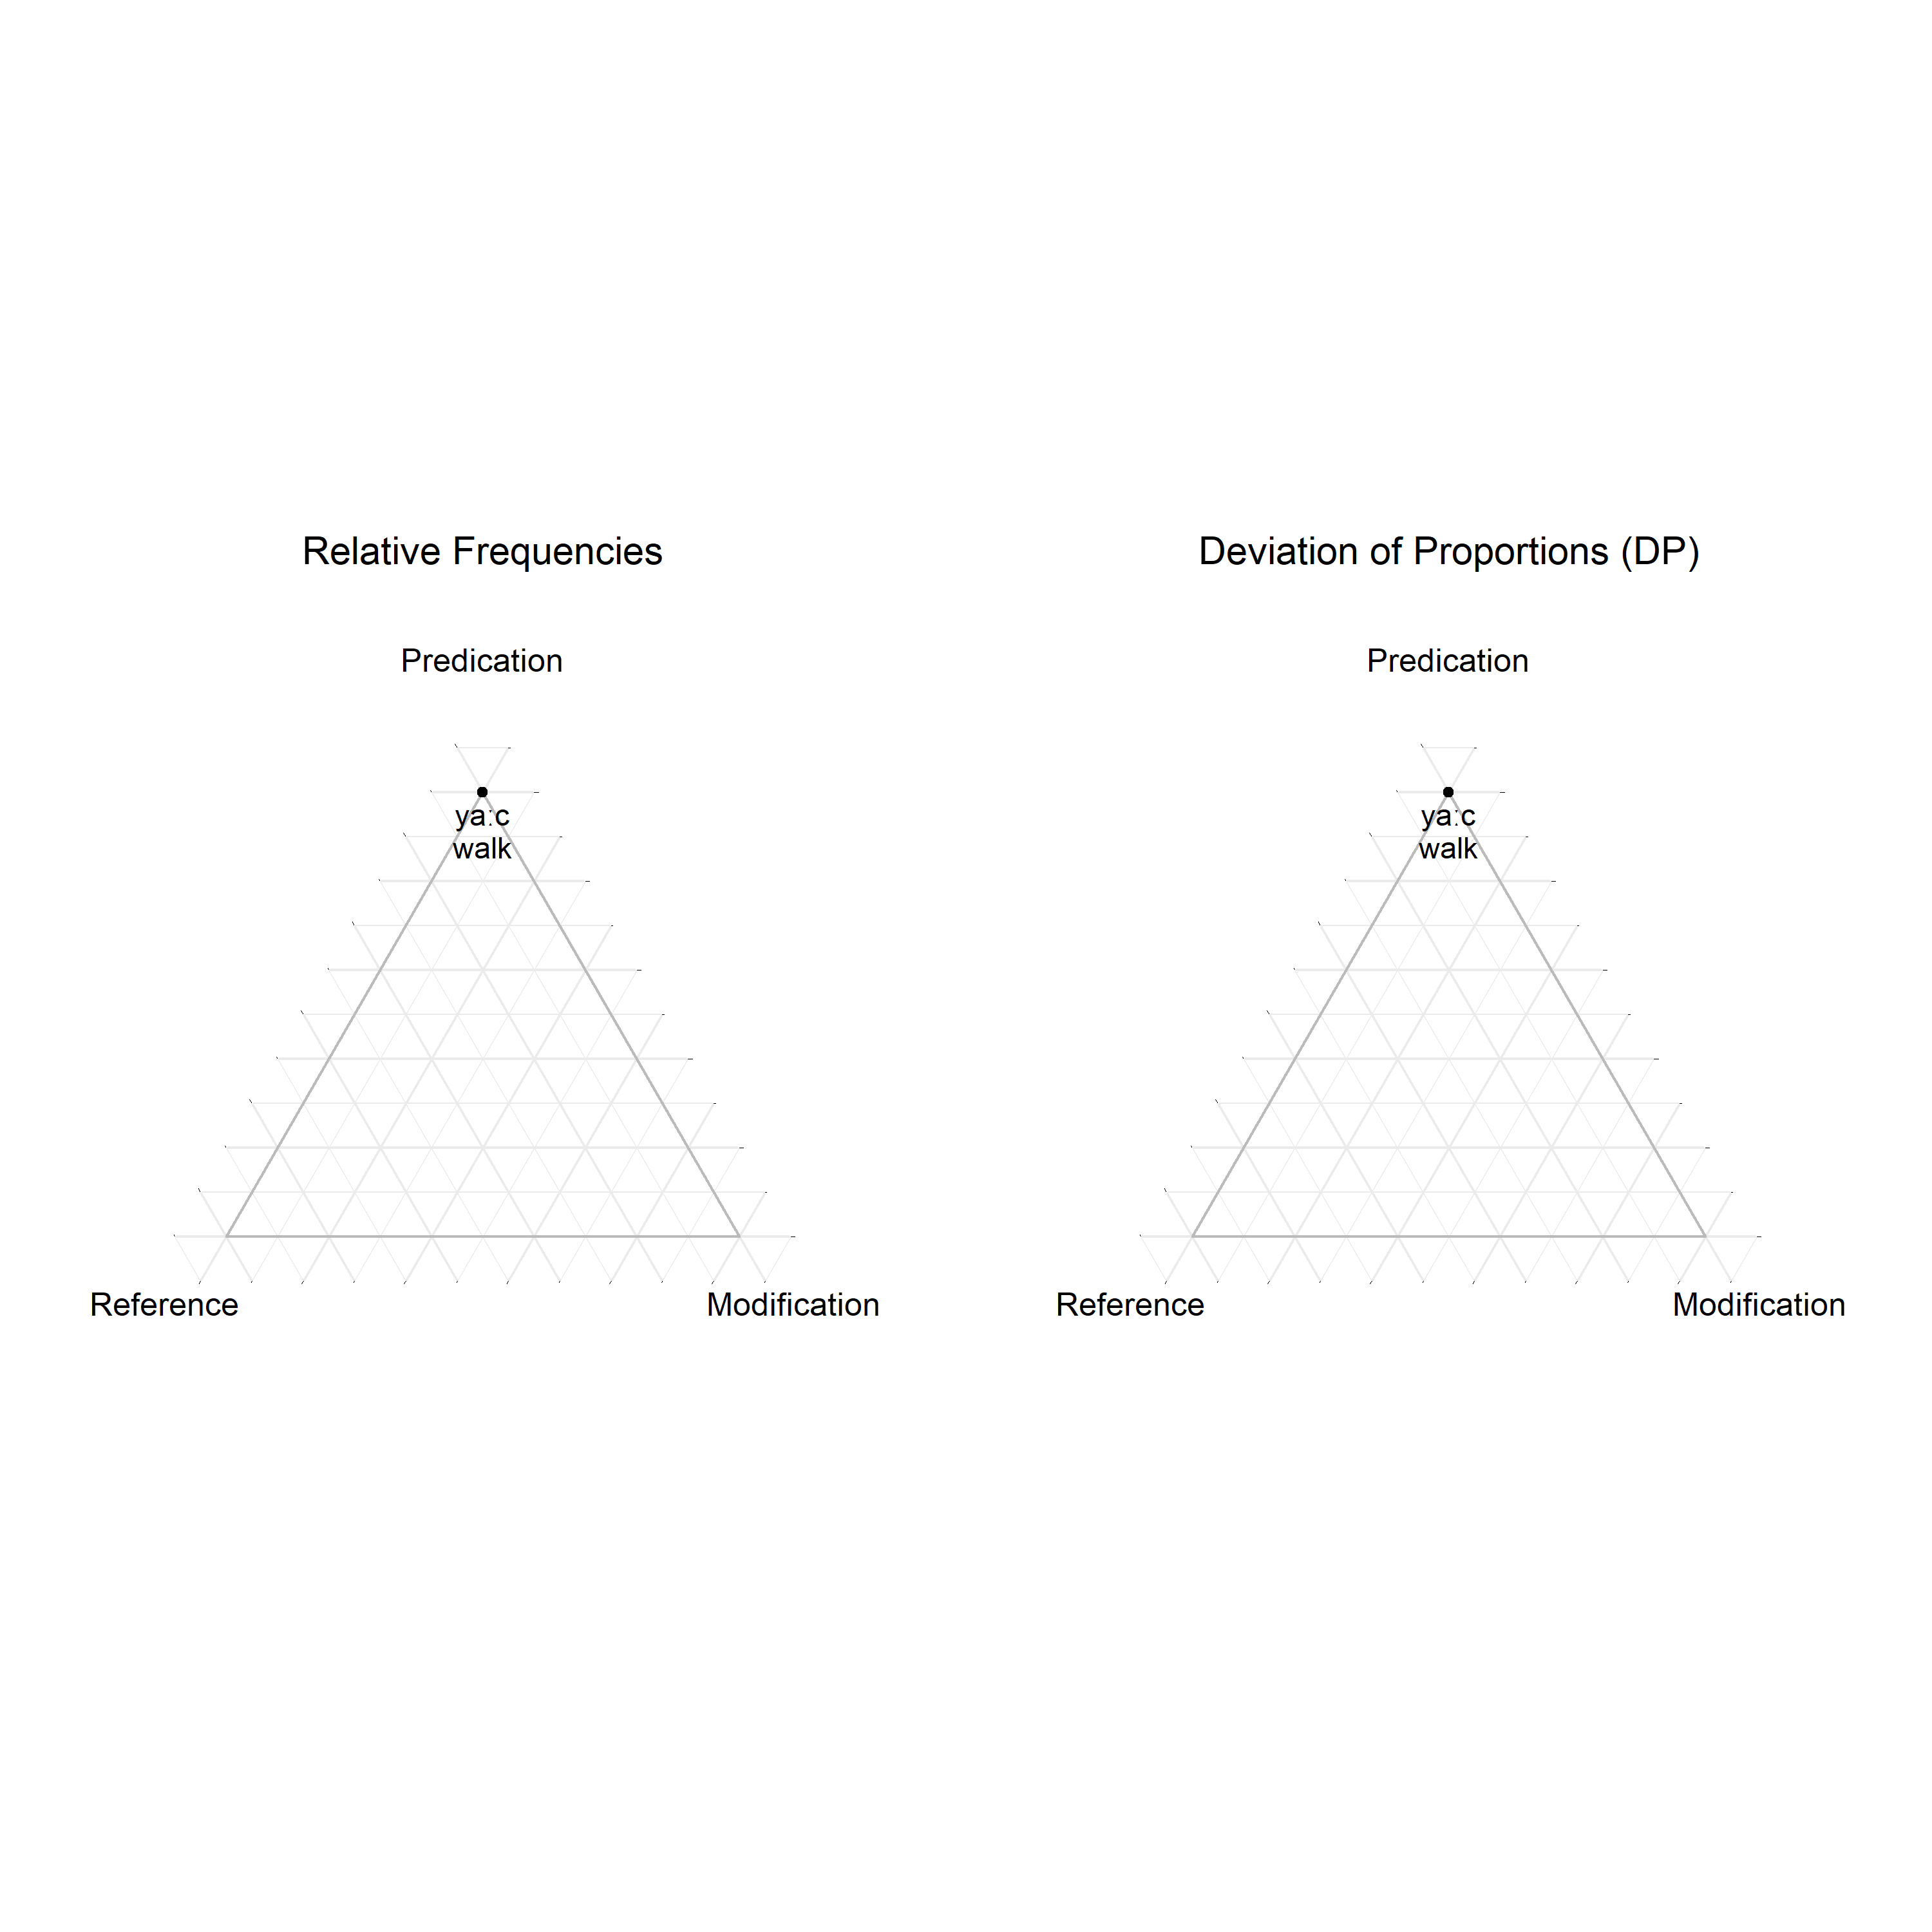 Relative Frequencies
Predication
ya:c
walk
Reference
Modification
Deviation of Proportions (DP)
Predication
ya:c
walk
Reference
Modification